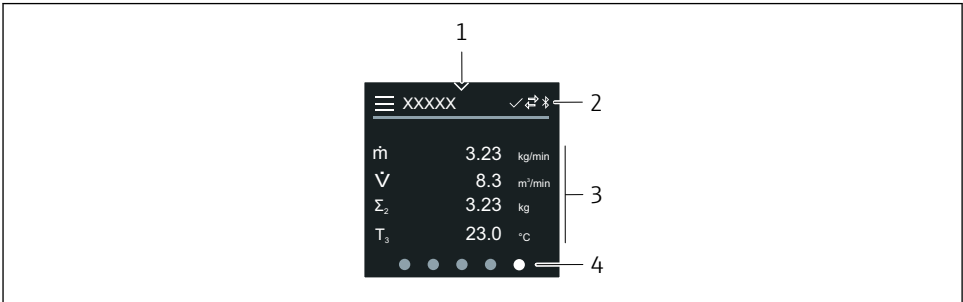 1
XXXXX
2
ṁ 3.23 kg/min
V̇ 8.3 m³/min
Σ₂ 3.23 kg
T₃ 23.0 °C
3
4